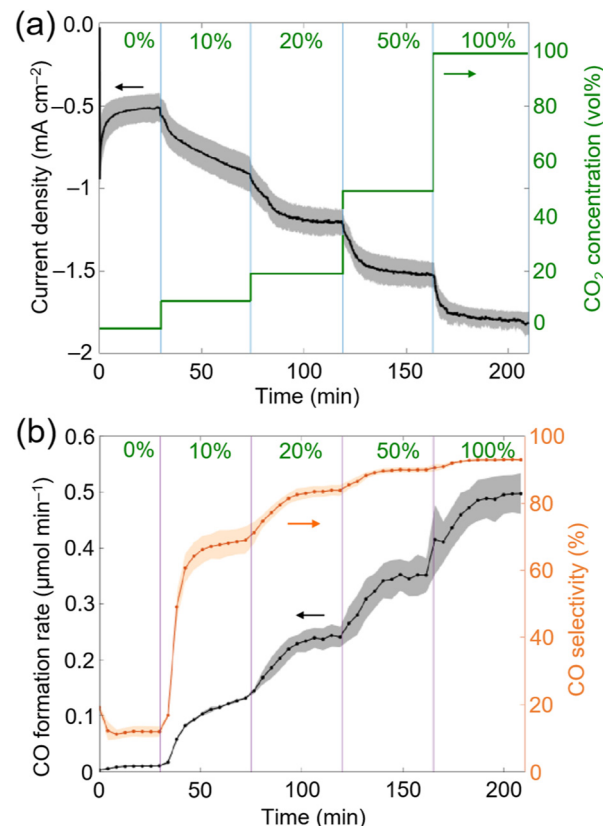 (a)
0% 10% 20% 50% 100%
0.0
−0.5
−1
−1.5
−2
Current density (mA cm−2)
100
80
60
40
20
0
CO2 concentration (vol%)
0 50 100 150 200
Time (min)
(b)
0% 10% 20% 50% 100%
0.6
0.5
0.4
0.3
0.2
0.1
0
CO formation rate (μmol min−1)
100
80
60
40
20
0
CO selectivity (%)
0 50 100 150 200
Time (min)